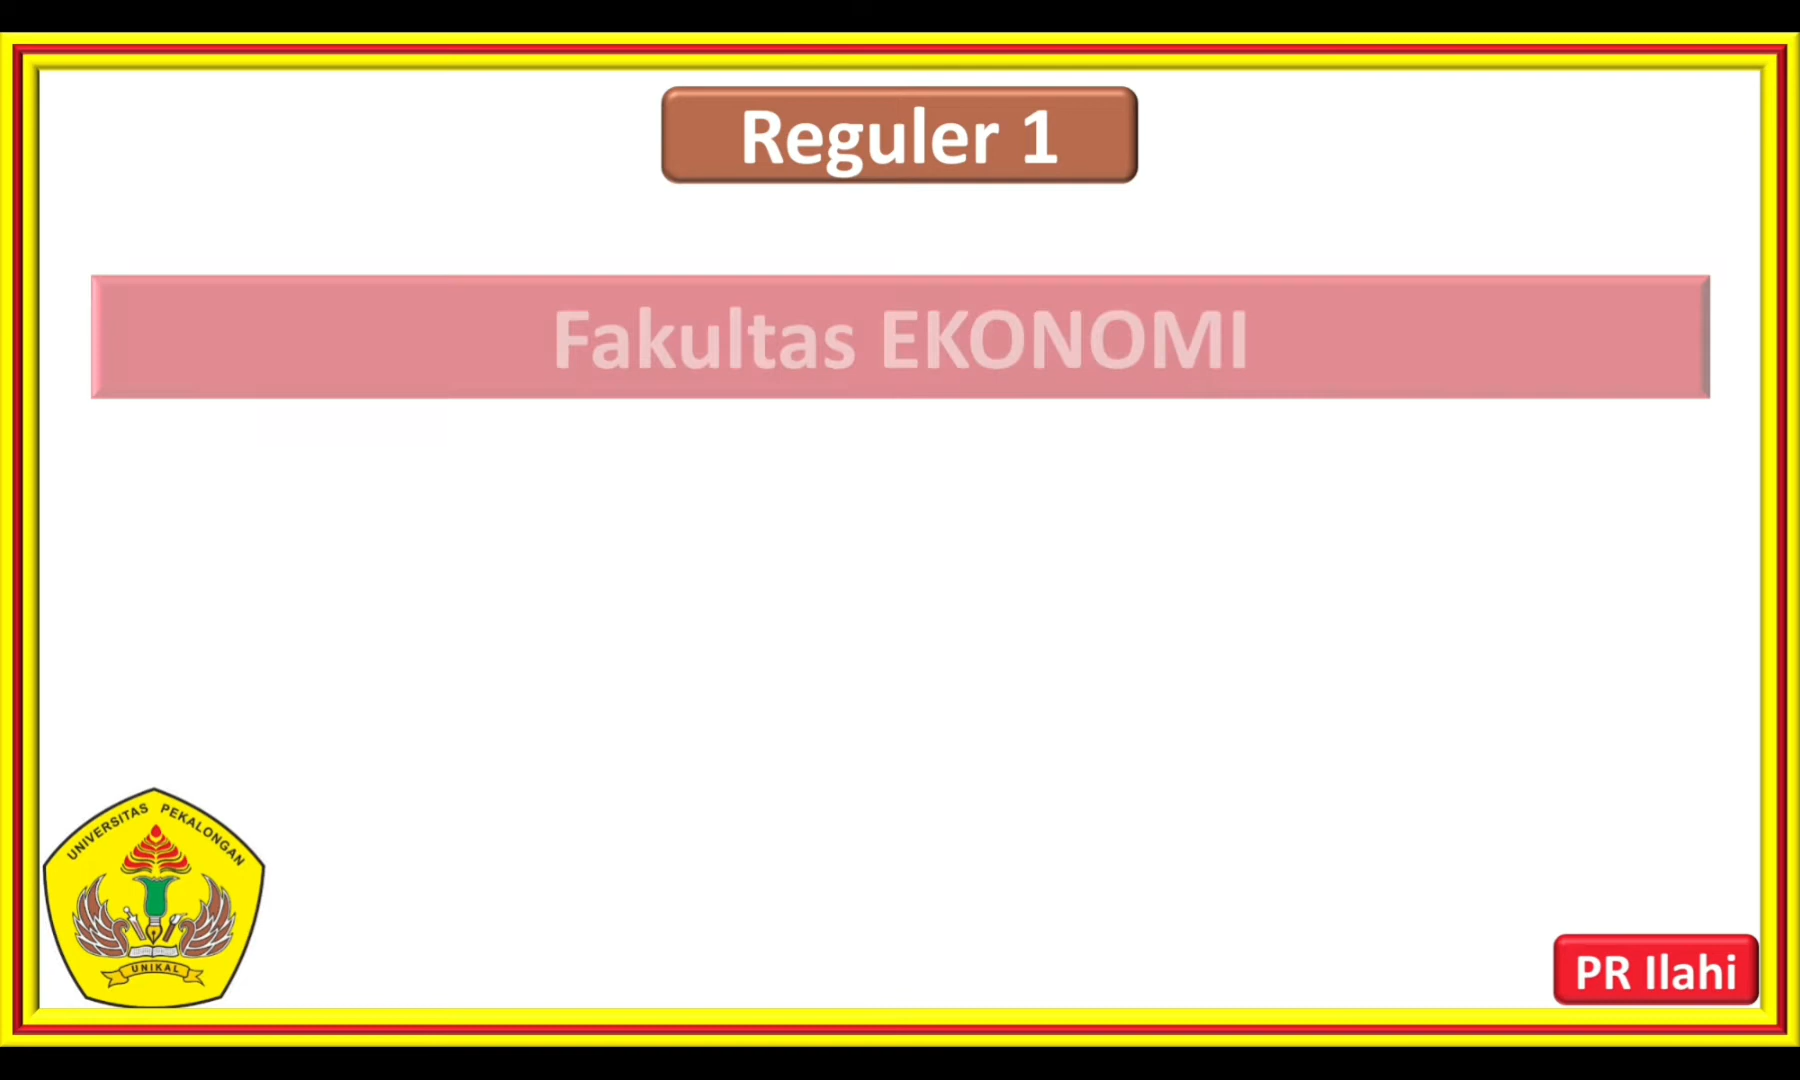 Reguler 1
Fakultas EKONOMI
UNIVERSITAS PEKALONGAN
UNIKAL
PR Ilahi